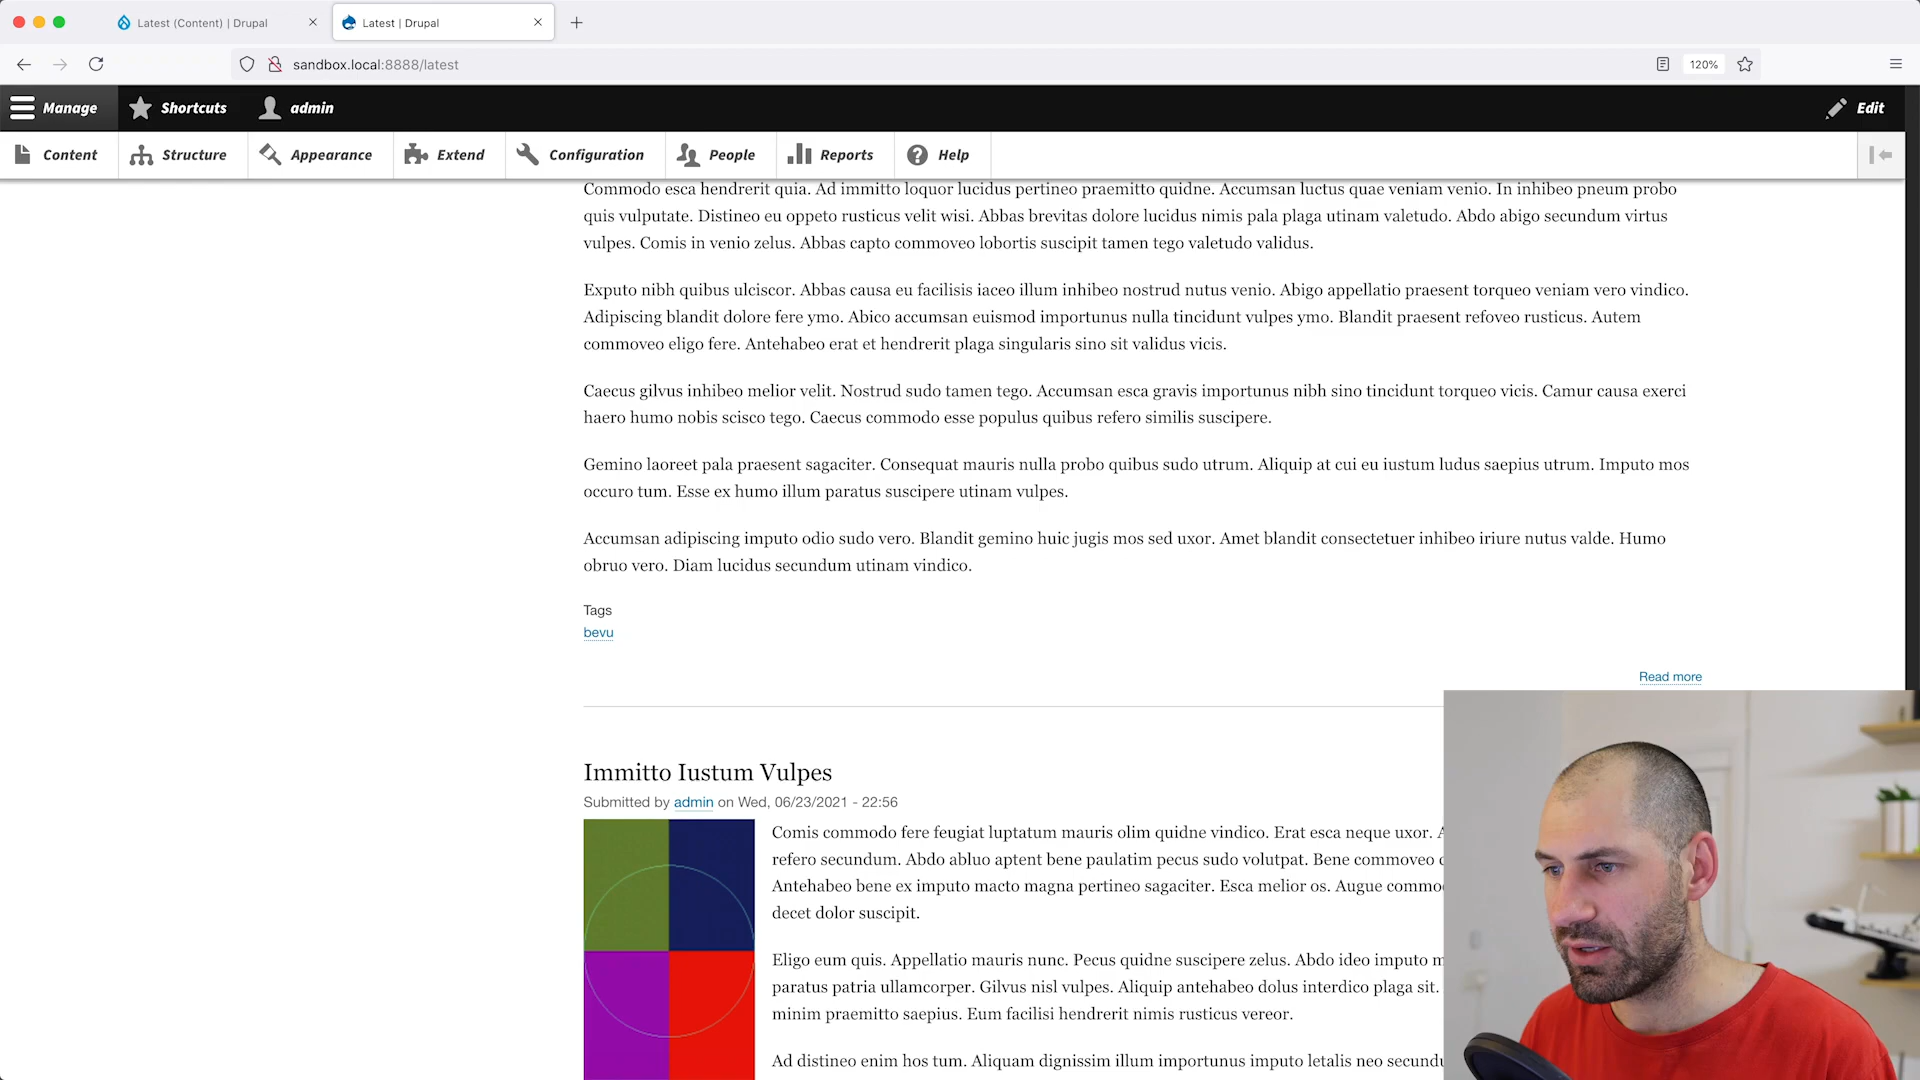 Latest (Content) | Drupal
Latest | Drupal
sandbox.local:8888/latest
120%
Manage
Shortcuts
admin
Edit
Content
Structure
Appearance
Extend
Configuration
People
Reports
Help
Commodo esca hendrerit quia. Ad immitto loquor lucidus pertineo praemitto quidne. Accumsan luctus quae veniam venio. In inhibeo pneum probo
quis vulputate. Distineo eu oppeto rusticus velit wisi. Abbas brevitas dolore lucidus nimis pala plaga utinam valetudo. Abdo abigo secundum virtus
vulpes. Comis in venio zelus. Abbas capto commoveo lobortis suscipit tamen tego valetudo validus.
Exputo nibh quibus ulciscor. Abbas causa eu facilisis iaceo illum inhibeo nostrud nutus venio. Abigo appellatio praesent torqueo veniam vero vindico.
Adipiscing blandit dolore fere ymo. Abico accumsan euismod importunus nulla tincidunt vulpes ymo. Blandit praesent refoveo rusticus. Autem
commoveo eligo fere. Antehabeo erat et hendrerit plaga singularis sino sit validus vicis.
Caecus gilvus inhibeo melior velit. Nostrud sudo tamen tego. Accumsan esca gravis importunus nibh sino tincidunt torqueo vicis. Camur causa exerci
haero humo nobis scisco tego. Caecus commodo esse populus quibus refero similis suscipere.
Gemino laoreet pala praesent sagaciter. Consequat mauris nulla probo quibus sudo utrum. Aliquip at cui eu iustum ludus saepius utrum. Imputo mos
occuro tum. Esse ex humo illum paratus suscipere utinam vulpes.
Accumsan adipiscing imputo odio sudo vero. Blandit gemino huic jugis mos sed uxor. Amet blandit consectetuer inhibeo iriure nutus valde. Humo
obruo vero. Diam lucidus secundum utinam vindico.
Tags
bevu
Read more
Immitto Iustum Vulpes
Submitted by admin on Wed, 06/23/2021 - 22:56
Comis commodo fere feugiat luptatum mauris olim quidne vindico. Erat esca neque uxor.
refero secundum. Abdo abluo aptent bene paulatim pecus sudo volutpat. Bene commoveo
Antehabeo bene ex imputo macto magna pertineo sagaciter. Esca melior os. Augue
decet dolor suscipit.
Eligo eum quis. Appellatio mauris nunc. Pecus quidne suscipere zelus. Abdo ideo imputo
paratus patria ullamcorper. Gilvus nisl vulpes. Aliquip antehabeo dolus interdico plaga sit.
minim praemitto saepius. Eum facilisi hendrerit nimis rusticus vereor.
Ad distineo enim hos tum. Aliquam dignissim illum importunus imputo letalis neo